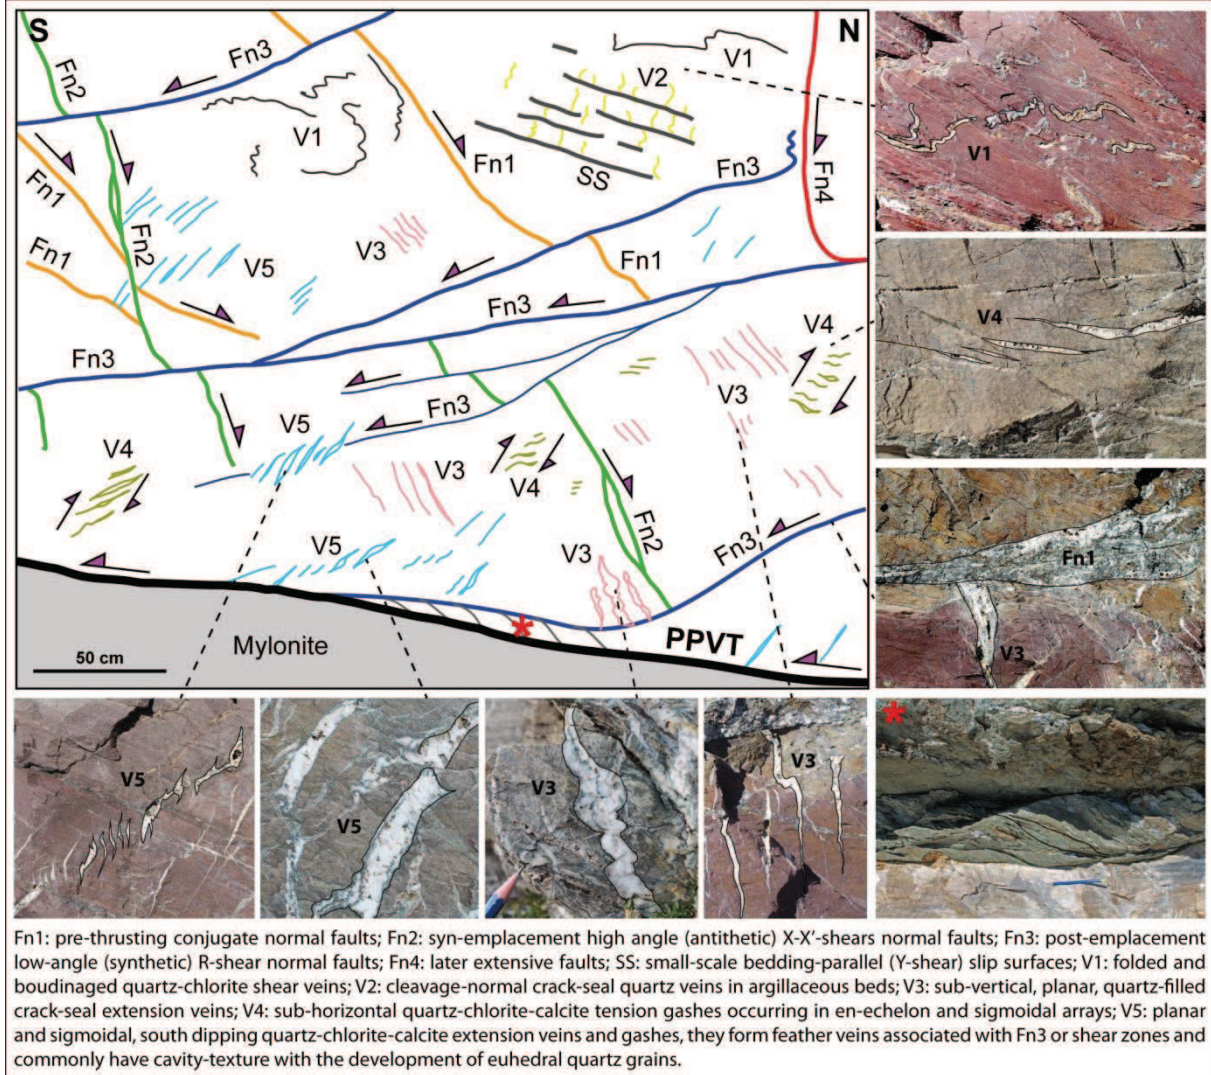 S
N
Fn3
Fn2
V1
V2
V1
V1
Fn1
SS
Fn3
Fn4
Fn1
Fn2
V3
Fn1
V5
Fn1
Fn3
V4
Fn3
Fn3
V3
V5
V4
V3
V4
Fn2
Fn3
V5
V3
*
PPVT
Mylonite
50 cm
V4
Fn1
V3
*
V5
V5
V3
V3
Fn1: pre-thrusting conjugate normal faults; Fn2: syn-emplacement high angle (antithetic) X-X'-shears normal faults; Fn3: post-emplacement
low-angle (synthetic) R-shear normal faults; Fn4: later extensive faults; SS: small-scale bedding-parallel (Y-shear) slip surfaces; V1: folded and
boudinaged quartz-chlorite shear veins; V2: cleavage-normal crack-seal quartz veins in argillaceous beds; V3: sub-vertical, planar, quartz-filled
crack-seal extension veins; V4: sub-horizontal quartz-chlorite-calcite tension gashes occurring in en-echelon and sigmoidal arrays; V5: planar
and sigmoidal, south dipping quartz-chlorite-calcite extension veins and gashes, they form feather veins associated with Fn3 or shear zones and
commonly have cavity-texture with the development of euhedral quartz grains.